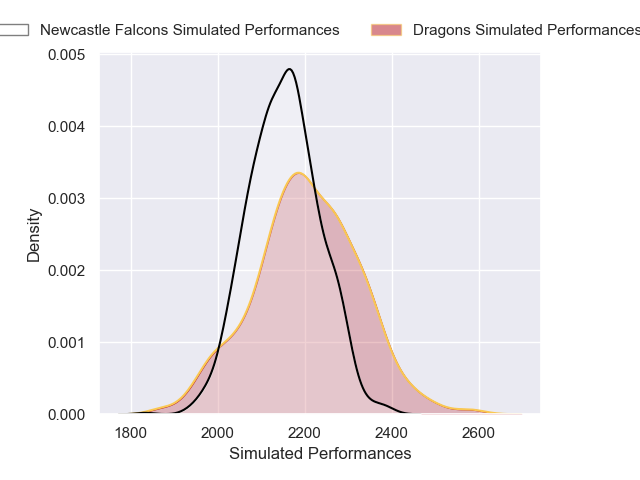 Newcastle Falcons Simulated Performances
Dragons Simulated Performances
0.005
0.004
0.003
0.002
0.001
0.000
Density
1800
2000
2200
2400
2600
Simulated Performances